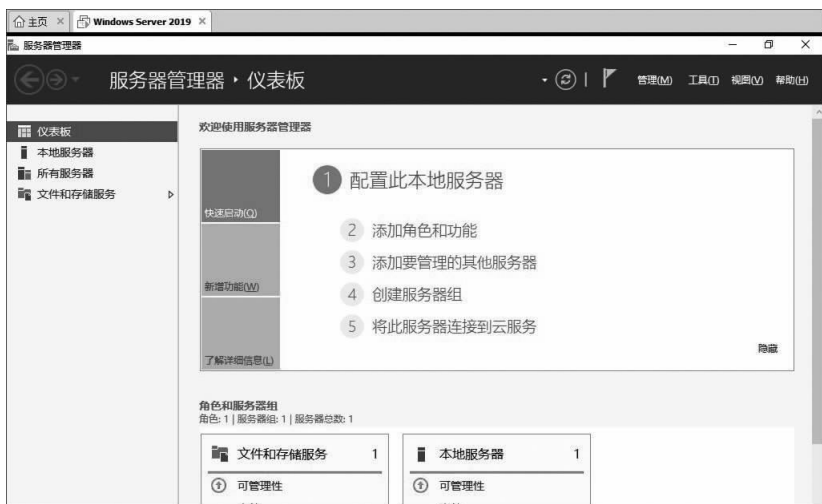 主页 × Windows Server 2019 ×
服务器管理器
服务器管理器 · 仪表板
管理(M) 工具(T) 视图(V) 帮助(H)
仪表板
本地服务器
所有服务器
文件和存储服务
欢迎使用服务器管理器
快速启动(Q)
新增功能(W)
了解详细信息(L)
1 配置此本地服务器
2 添加角色和功能
3 添加要管理的其他服务器
4 创建服务器组
5 将此服务器连接到云服务
隐藏
角色和服务器组
角色: 1 | 服务器组: 1 | 服务器总数: 1
文件和存储服务 1
可管理性
本地服务器 1
可管理性